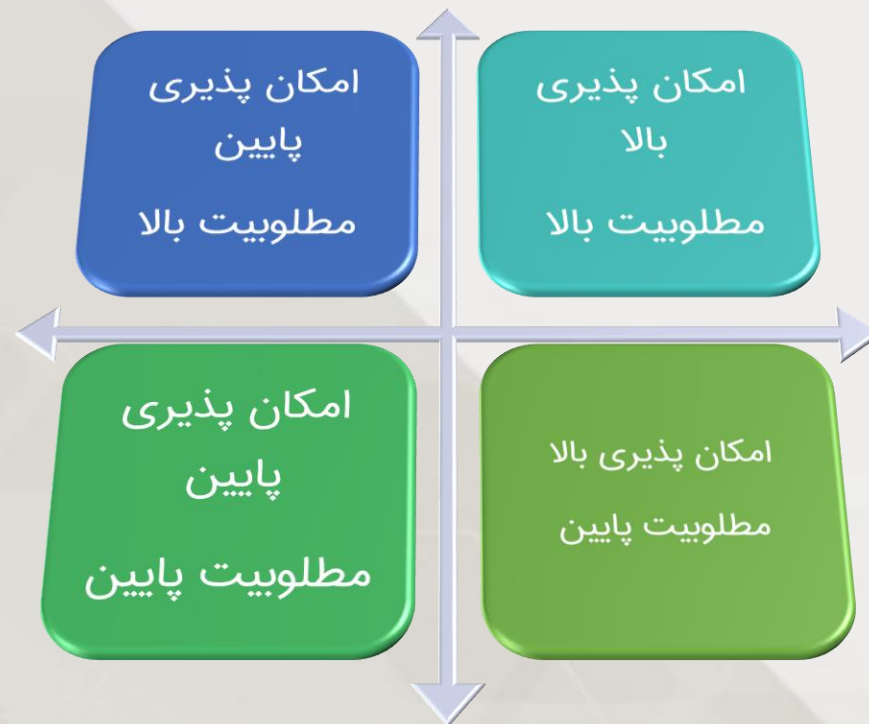 امکان پذیری
بالا
مطلوبیت بالا
امکان پذیری
پایین
مطلوبیت بالا
امکان پذیری بالا
مطلوبیت پایین
امکان پذیری
پایین
مطلوبیت پایین